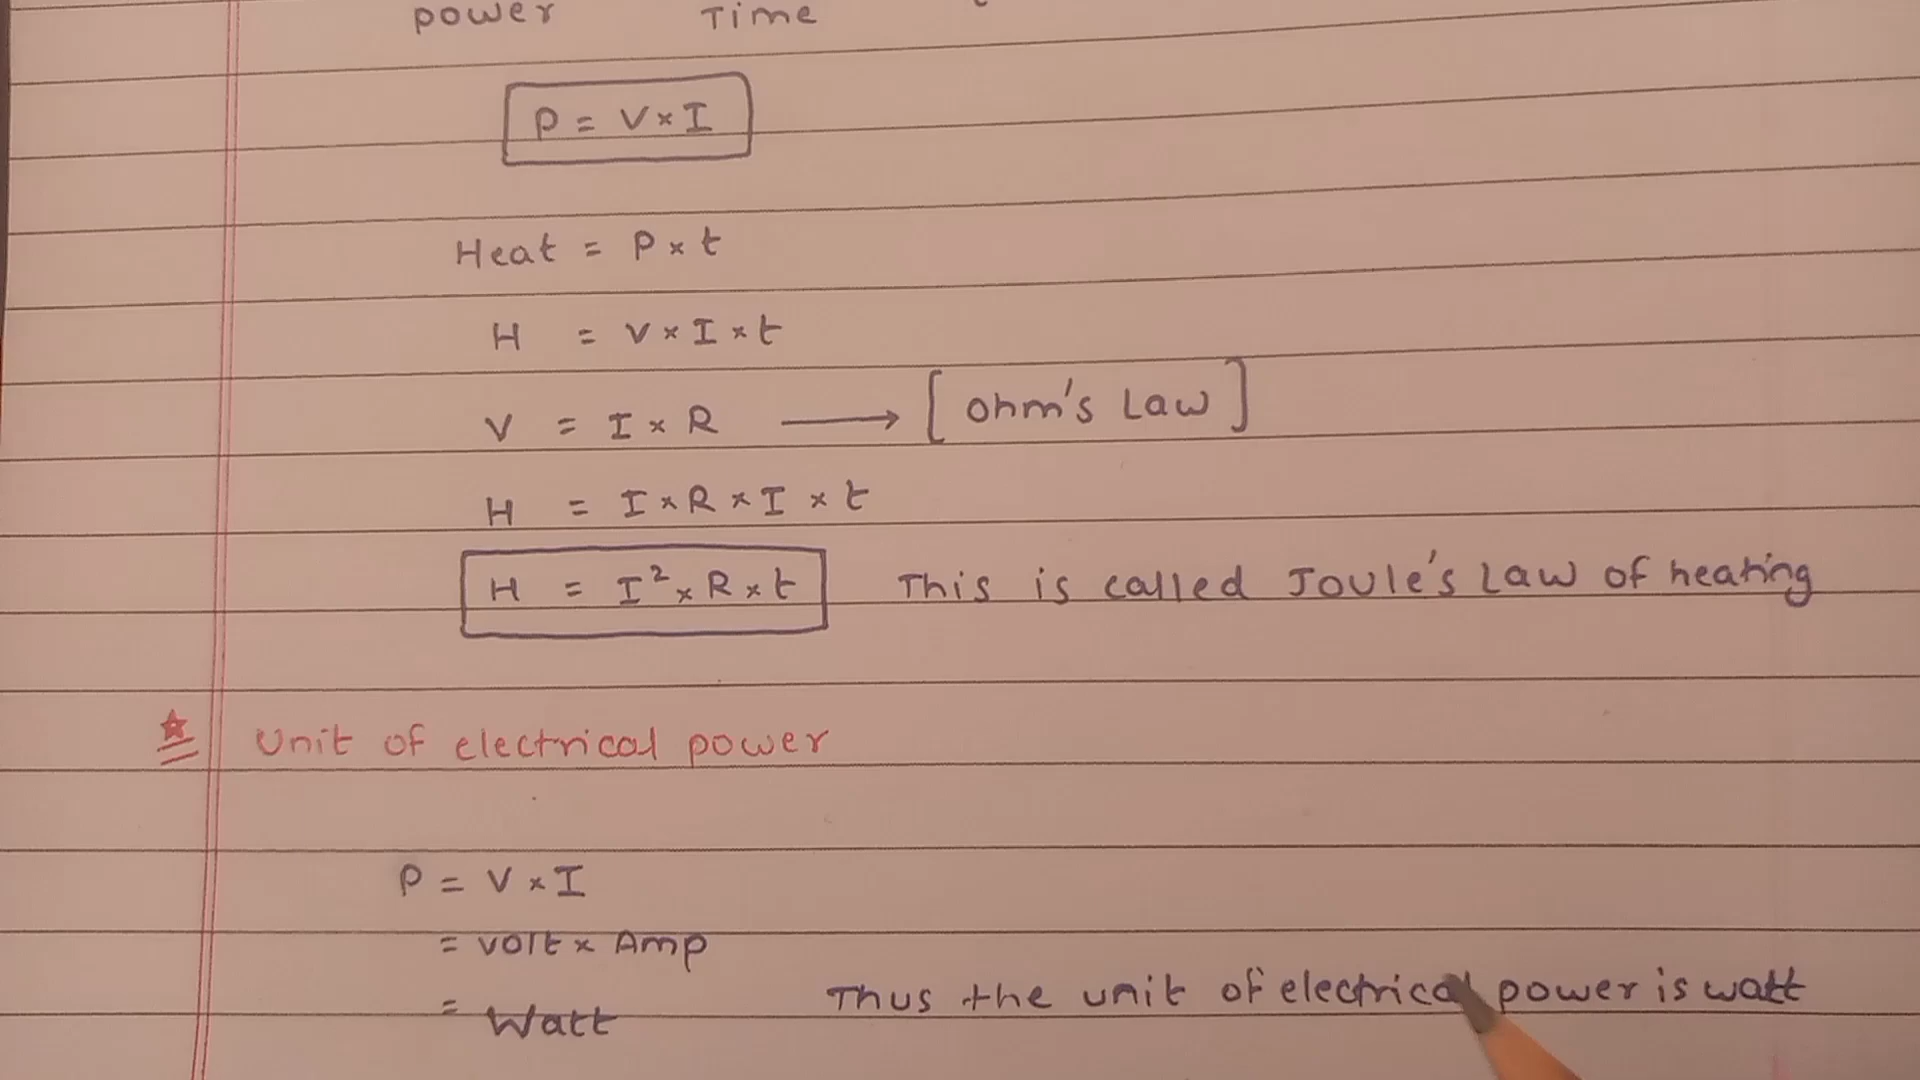 power Time
P = V × I
Heat = P × t
H = V × I × t
V = I × R ⟶ [ ohm's Law ]
H = I × R × I × t
H = I² × R × t This is called Joule's Law of heating
Unit of electrical power
P = V × I
= volt × Amp
= Watt Thus the unit of electrical power is watt